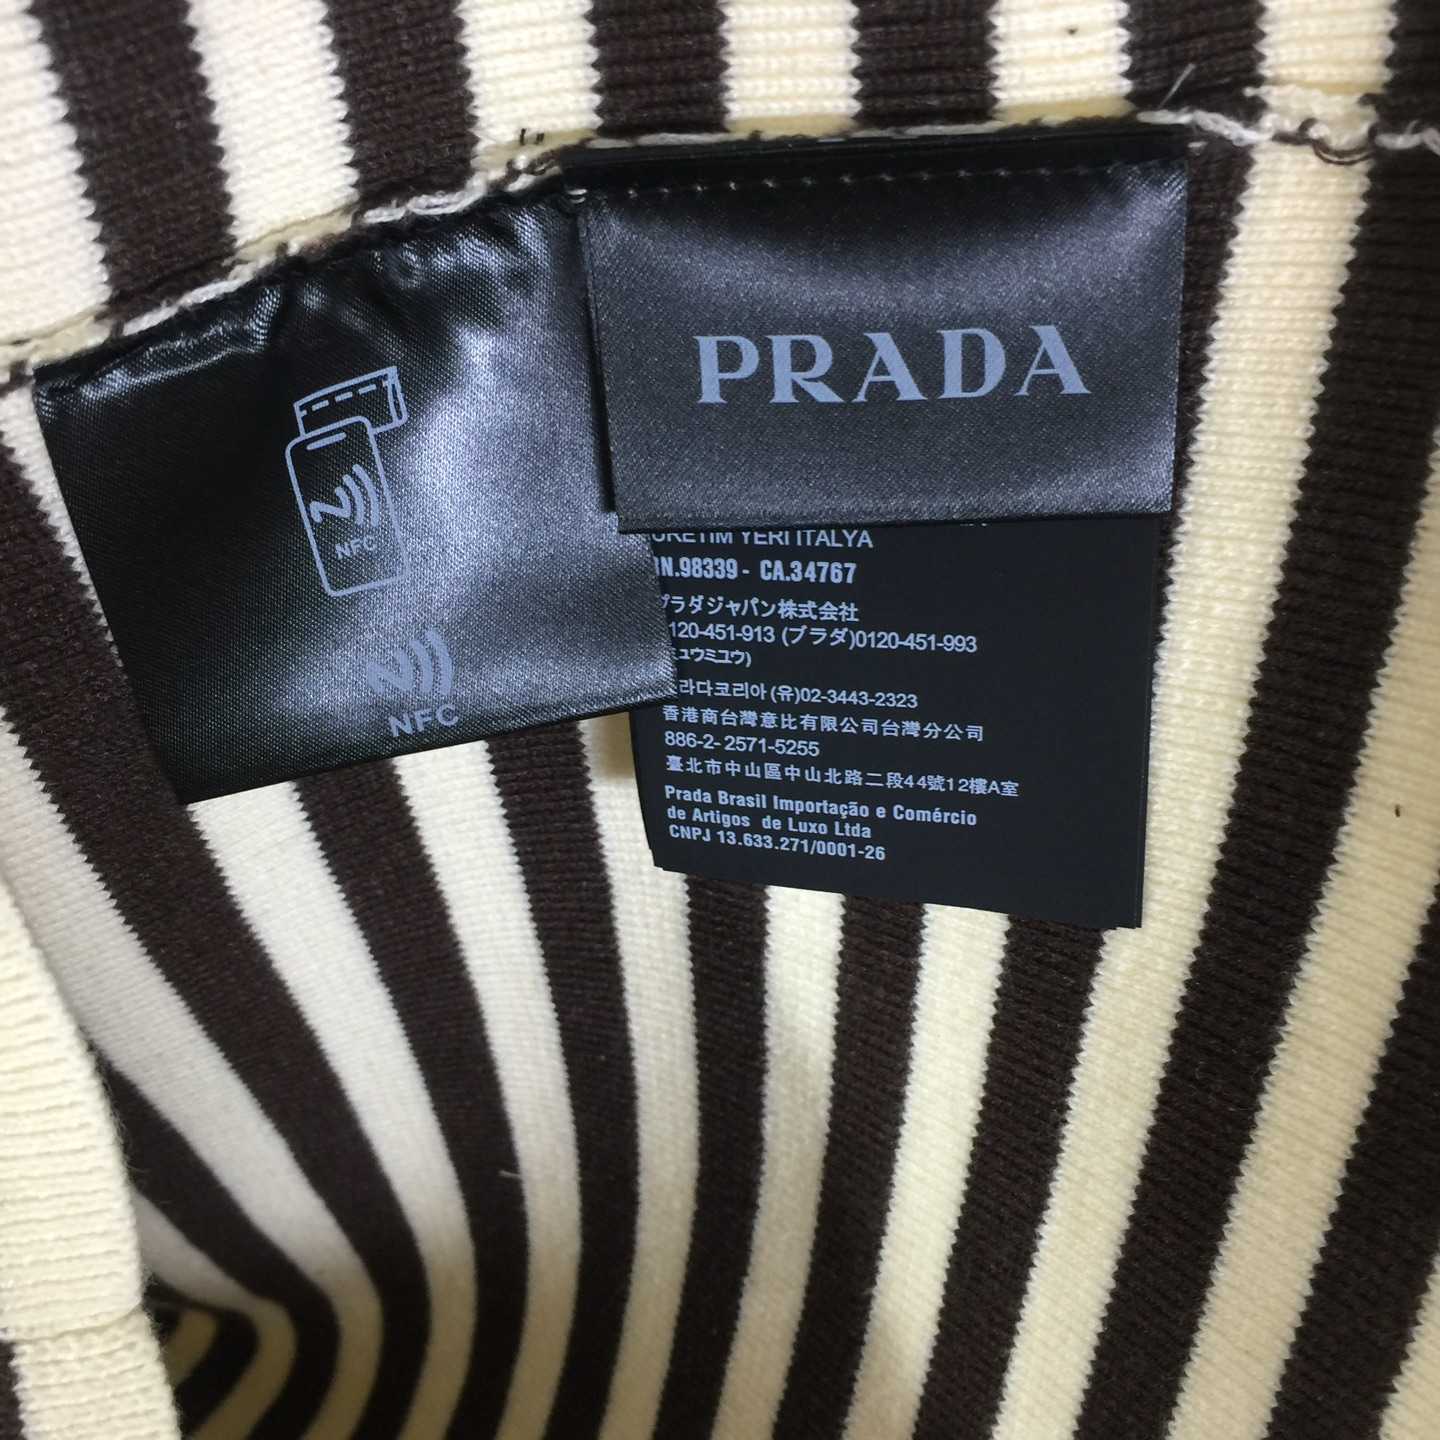 PRADA
NFC
NFC
ÜRETİM YERİ ITALYA
N.98339- CA.34767
プラダジャパン株式会社
120-451-913 (ブラダ)0120-451-993
ミュウミュウ)
라다코리아 (유)02-3443-2323
香港商台灣意比有限公司台灣分公司
886-2- 2571-5255
臺北市中山區中山北路二段44號12樓A室
Prada Brasil Importação e Comércio
de Artigos de Luxo Ltda
CNPJ 13.633.271/0001-26